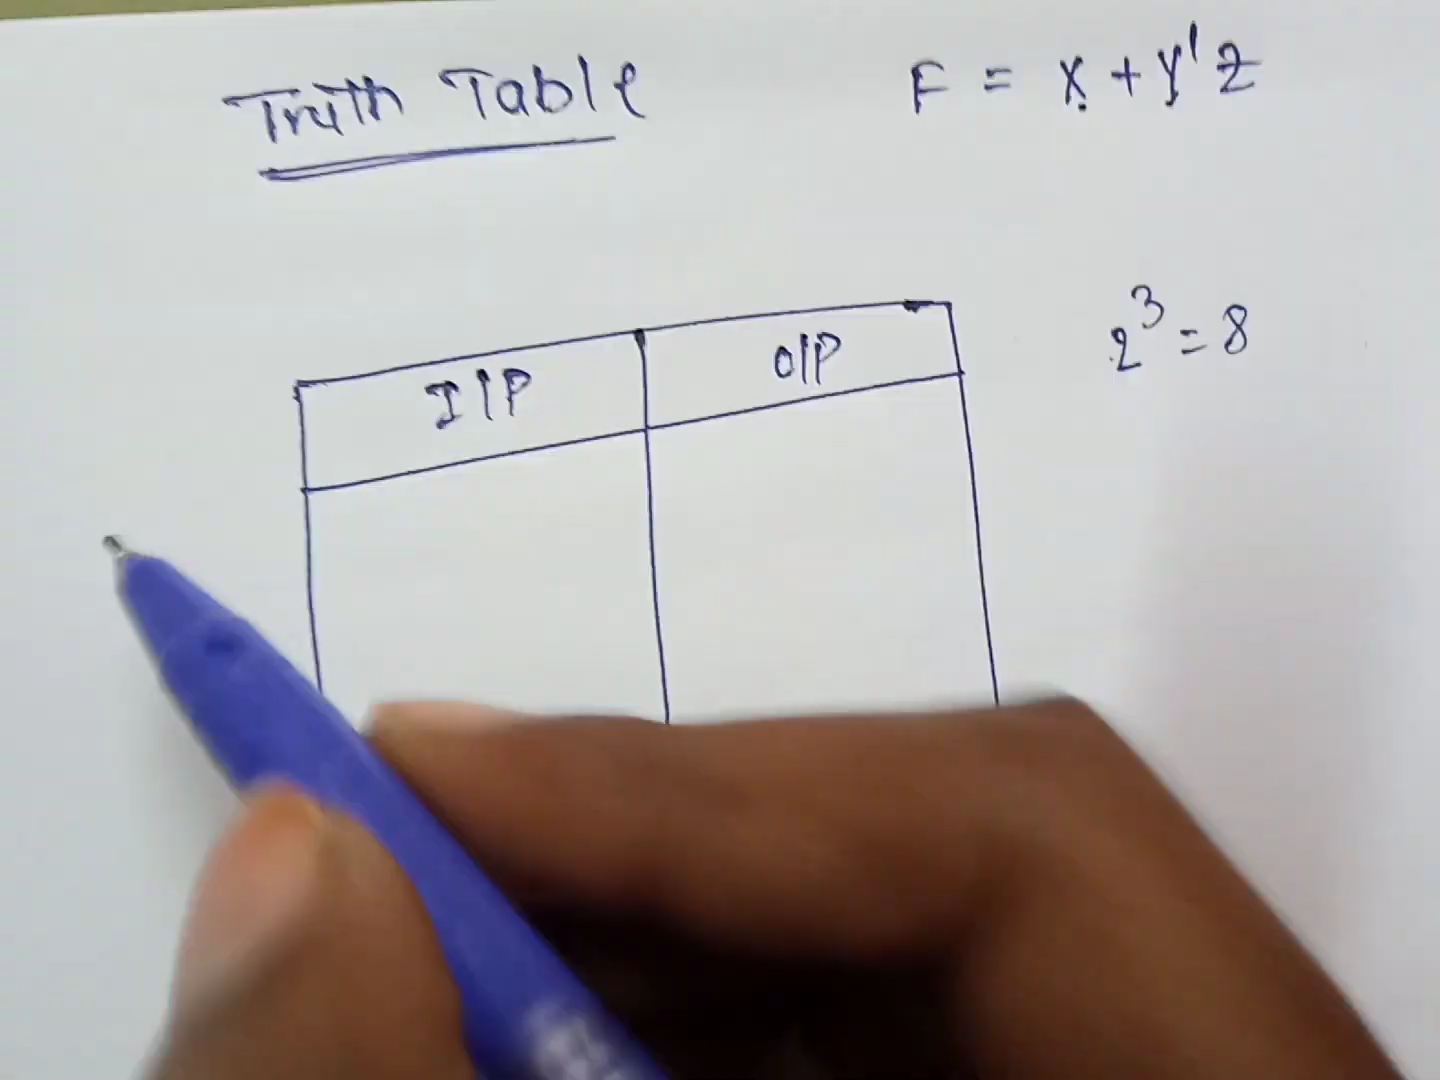 Truth Table
F = X + Y'Z
2³ = 8
I/P
O/P